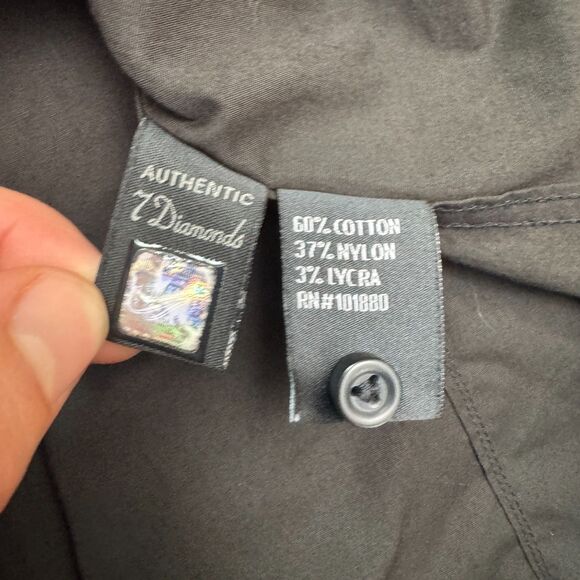 AUTHENTIC
7 Diamonds
60% COTTON
37% NYLON
3% LYCRA
RN#101880